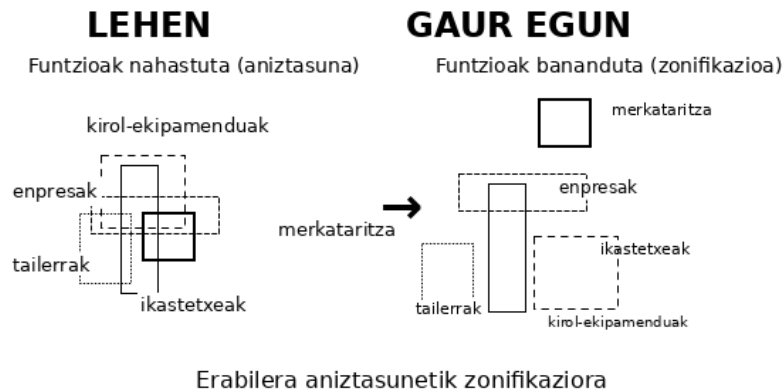 LEHEN
Funtzioak nahastuta (aniztasuna)
kirol-ekipamenduak
enpresak
tailerrak
ikastetxeak
merkataritza
GAUR EGUN
Funtzioak bananduta (zonifikazioa)
merkataritza
enpresak
ikastetxeak
tailerrak
kirol-ekipamenduak
Erabilera aniztasunetik zonifikaziora